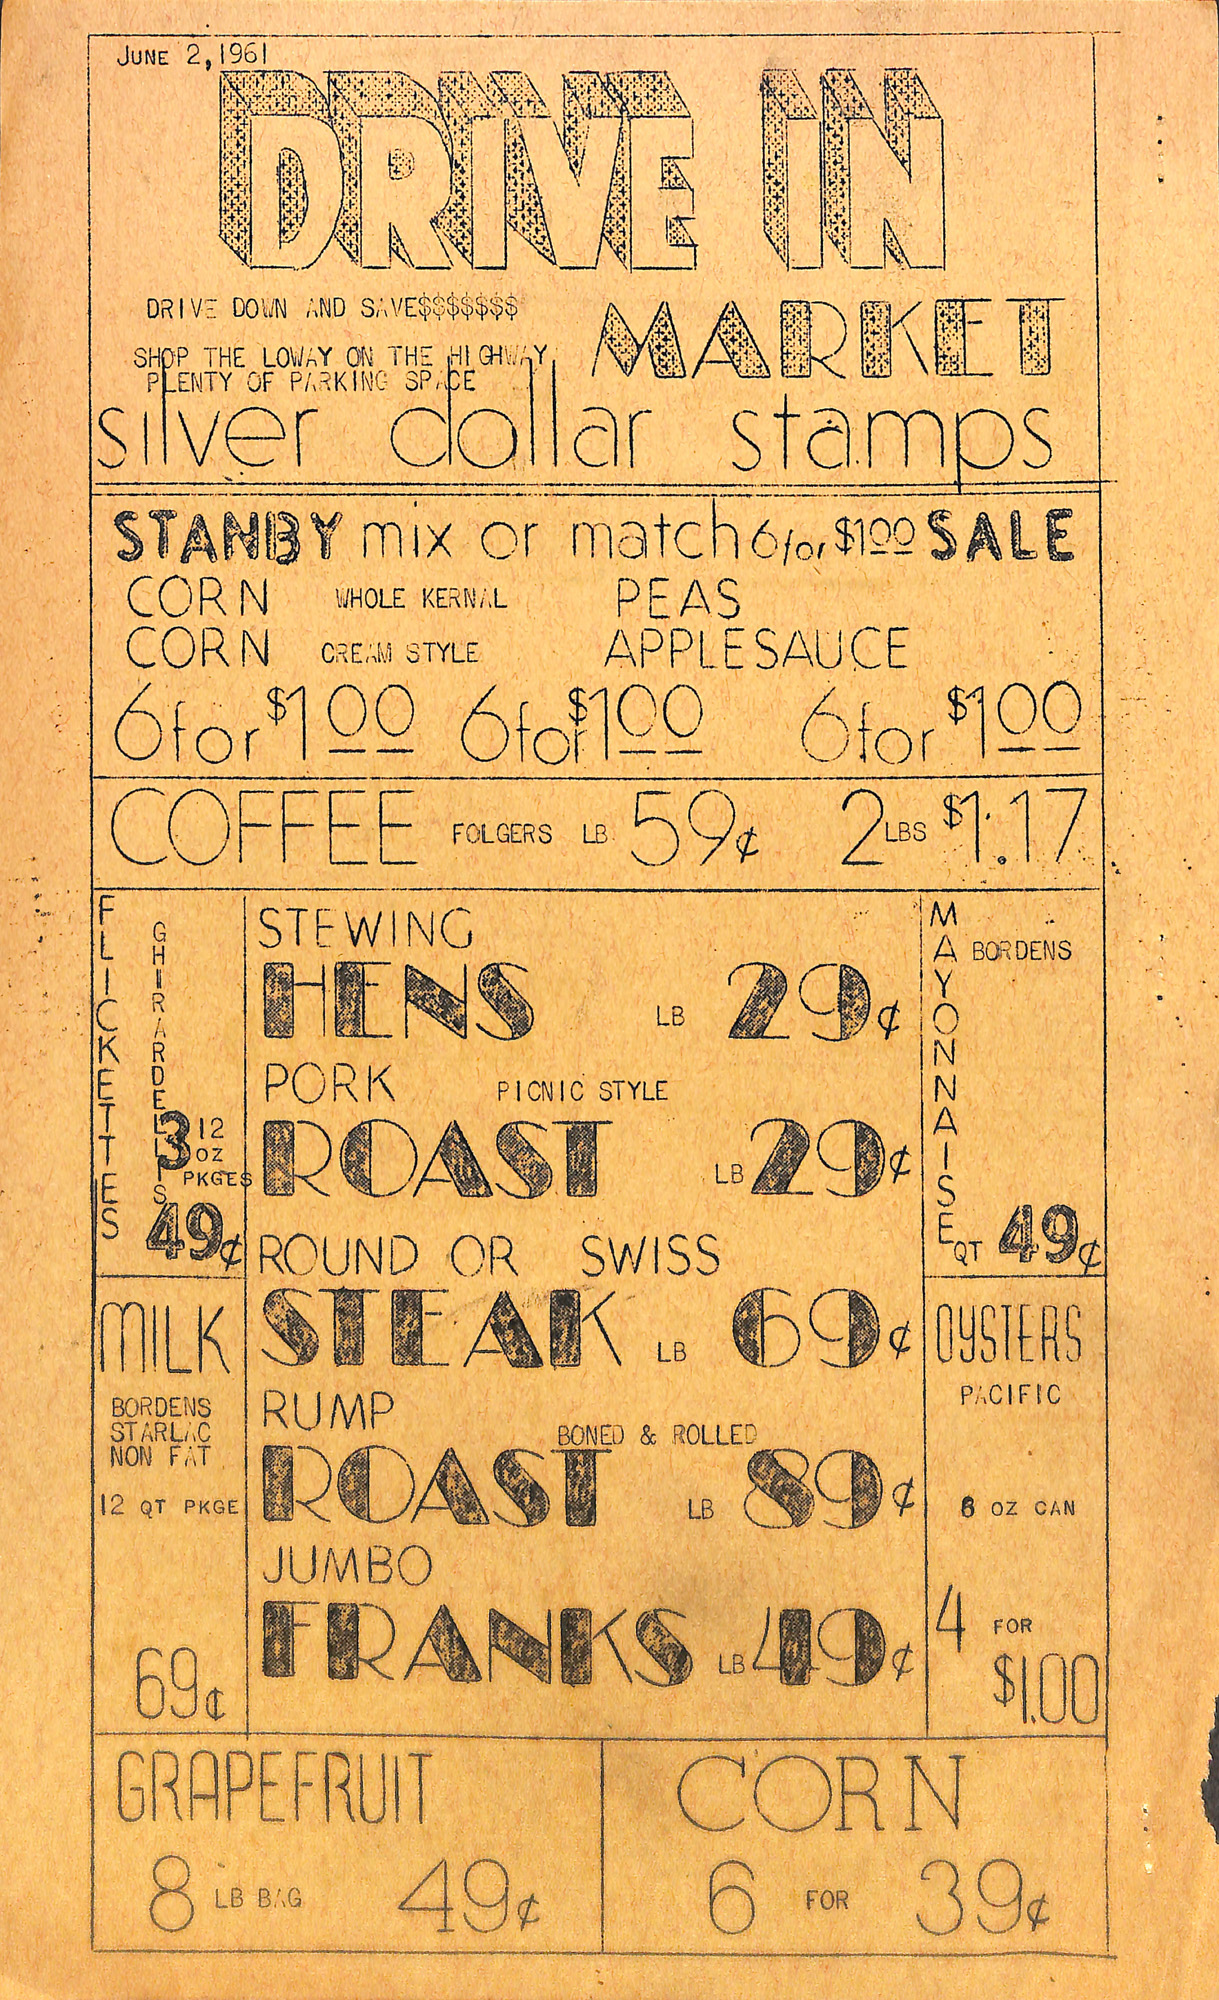 JUNE 2, 1961
DRIVE IN
MARKET
DRIVE DOWN AND SAVE$$$$$$$
SHOP THE LOWAY ON THE HIGHWAY
PLENTY OF PARKING SPACE
silver dollar stamps
STANBY mix or match 6 for $100 SALE
CORN WHOLE KERNAL PEAS
CORN CREAM STYLE APPLESAUCE
6 for $1 00 6 for $1 00 6 for $1 00
COFFEE FOLGERS LB 59¢ 2 LBS $1.17
FLICKETTES
GHIRARDELLIS
3 12 OZ PKGES
49¢
STEWING
HENS LB 29¢
PORK PICNIC STYLE
ROAST LB 29¢
ROUND OR SWISS
STEAK LB 69¢
RUMP
BONED & ROLLED
ROAST LB 89¢
JUMBO
FRANKS LB 49¢
MAYONNAISE
BORDENS
QT 49¢
MILK
BORDENS
STARLAC
NON FAT
12 QT PKGE
69¢
OYSTERS
PACIFIC
8 OZ CAN
4 FOR
$1.00
GRAPEFRUIT
8 LB BAG 49¢
CORN
6 FOR 39¢